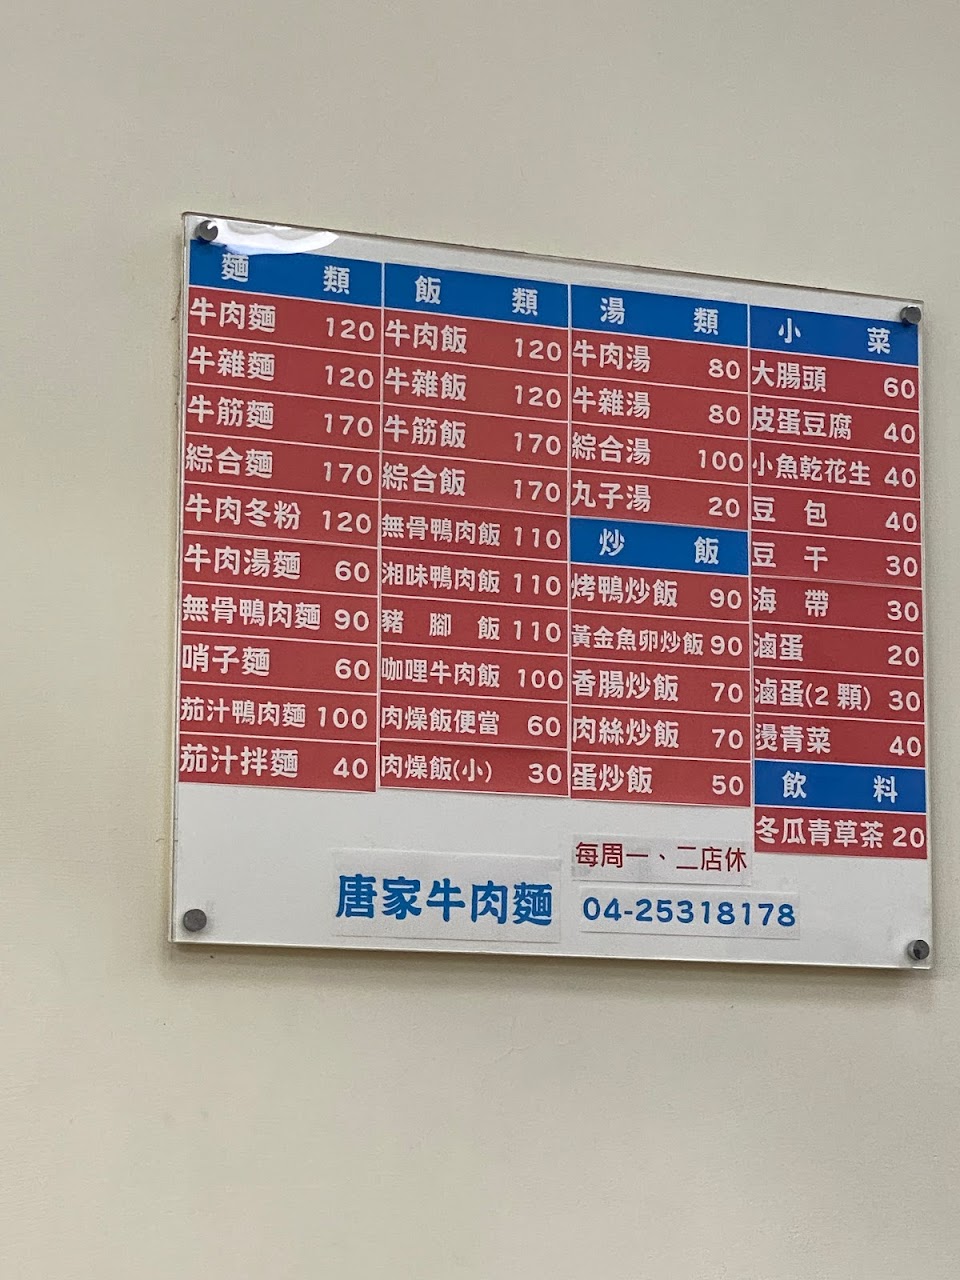 麵 類
牛肉麵 120
牛雜麵 120
牛筋麵 170
綜合麵 170
牛肉冬粉 120
牛肉湯麵 60
無骨鴨肉麵 90
哨子麵 60
茄汁鴨肉麵 100
茄汁拌麵 40
飯 類
牛肉飯 120
牛雜飯 120
牛筋飯 170
綜合飯 170
無骨鴨肉飯 110
湘味鴨肉飯 110
豬 腳 飯 110
咖哩牛肉飯 100
肉燥飯便當 60
肉燥飯(小) 30
湯 類
牛肉湯 80
牛雜湯 80
綜合湯 100
丸子湯 20
炒 飯
烤鴨炒飯 90
黃金魚卵炒飯 90
香腸炒飯 70
肉絲炒飯 70
蛋炒飯 50
小 菜
大腸頭 60
皮蛋豆腐 40
小魚乾花生 40
豆 包 40
豆 干 30
海 帶 30
滷蛋 20
滷蛋(2 顆) 30
燙青菜 40
飲 料
冬瓜青草茶 20
每周一、二店休
唐家牛肉麵
04-25318178